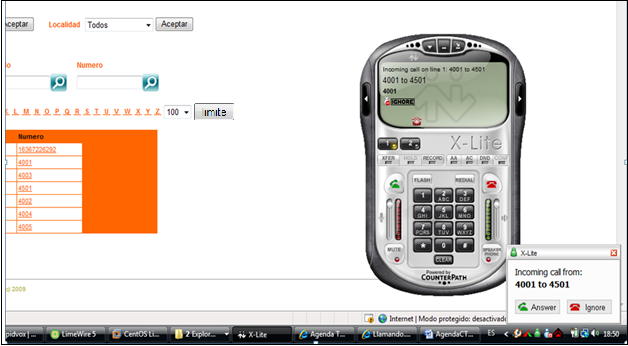 Aceptar Localidad Todos Aceptar
Numero
K L M N O P Q R S T U V W X Y Z 100 limite
Numero
16367226292
4001
4003
4501
4002
4004
4005
2009
Incoming call on line 1: 4001 to 4501
4001 to 4501
4001
IGNORE
X-Lite
1 2
XFER HOLD RECORD AA AC DND CONF
FLASH REDIAL
1 2 ABC 3 DEF
4 GHI 5 JKL 6 MNO
7 PQRS 8 TUV 9 WXYZ
* 0 #
MUTE CLEAR SPEAKER PHONE
Powered by
COUNTERPATH
X-Lite
Incoming call from:
4001 to 4501
Answer Ignore
Internet | Modo protegido: desactivado
pidvox LimeWire 5 CentOS Li... 2 Explor... X-Lite Agenda T... Llamando... AgendaCT... ES 18:50